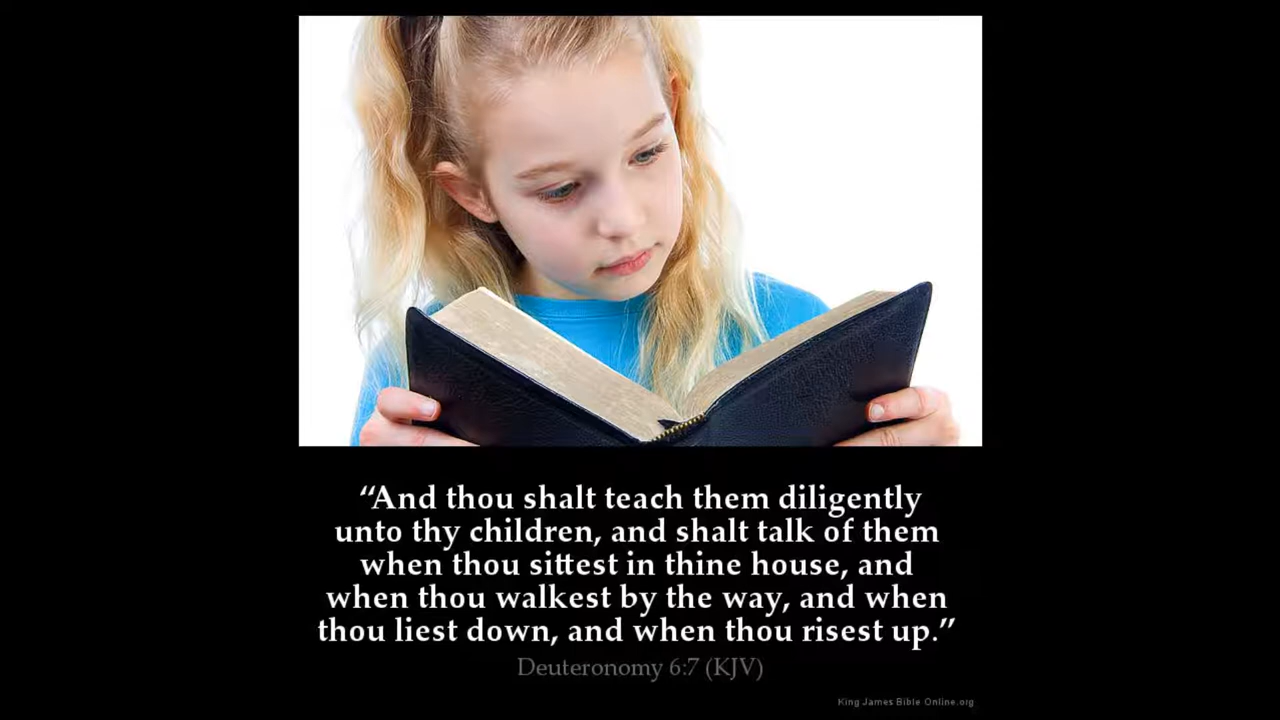 “And thou shalt teach them diligently
unto thy children, and shalt talk of them
when thou sittest in thine house, and
when thou walkest by the way, and when
thou liest down, and when thou risest up.”
Deuteronomy 6:7 (KJV)
King James Bible Online.org